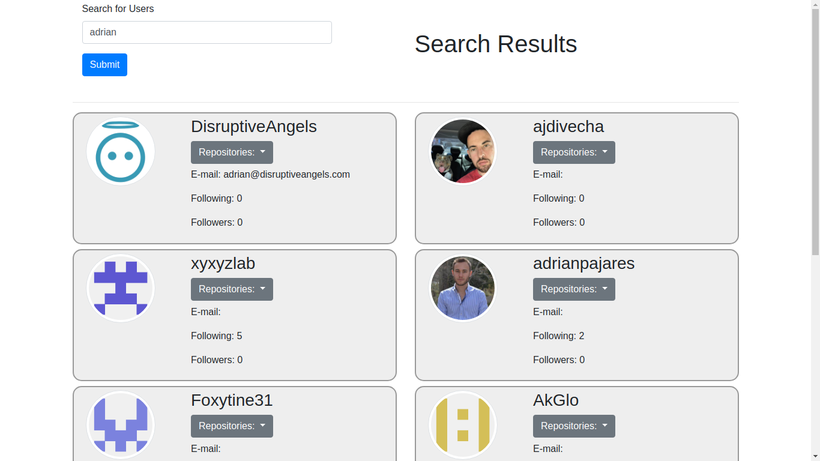 Search for Users
adrian
Submit
Search Results
DisruptiveAngels
Repositories:
E-mail: adrian@disruptiveangels.com
Following: 0
Followers: 0
ajdivecha
Repositories:
E-mail:
Following: 0
Followers: 0
xyxyzlab
Repositories:
E-mail:
Following: 5
Followers: 0
adrianpajares
Repositories:
E-mail:
Following: 2
Followers: 0
Foxytine31
Repositories:
E-mail:
AkGlo
Repositories:
E-mail: